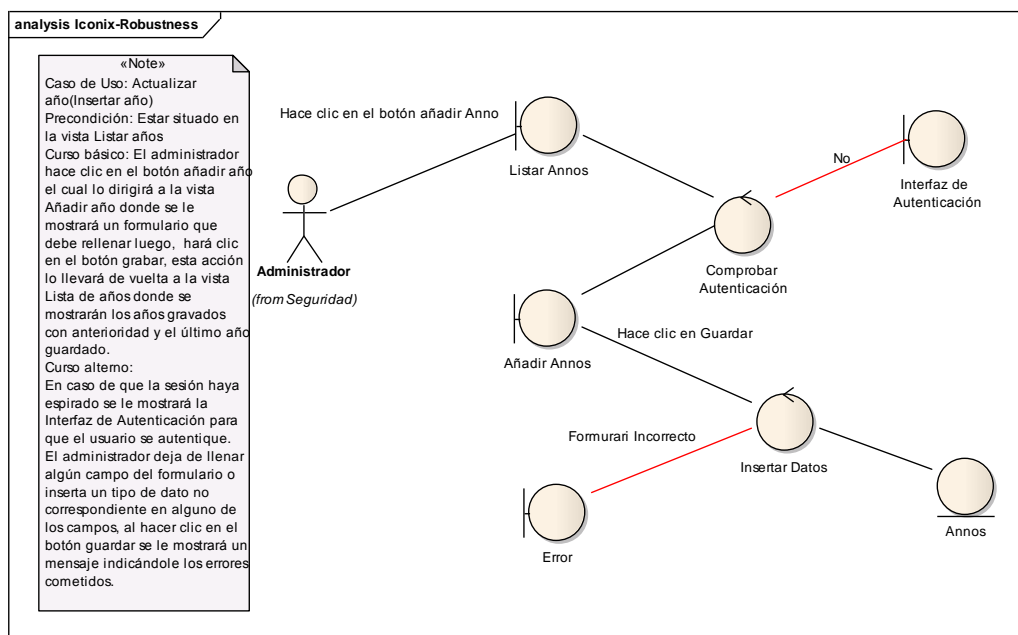 analysis Iconix-Robustness
«Note»
Caso de Uso: Actualizar
año(Insertar año)
Precondición: Estar situado en
la vista Listar años
Curso básico: El administrador
hace clic en el botón añadir año
el cual lo dirigirá a la vista
Añadir año donde se le
mostrará un formulario que
debe rellenar luego, hará clic
en el botón grabar, esta acción
lo llevará de vuelta a la vista
Lista de años donde se
mostrarán los años gravados
con anterioridad y el último año
guardado.
Curso alterno:
En caso de que la sesión haya
espirado se le mostrará la
Interfaz de Autenticación para
que el usuario se autentique.
El administrador deja de llenar
algún campo del formulario o
inserta un tipo de dato no
correspondiente en alguno de
los campos, al hacer clic en el
botón guardar se le mostrará un
mensaje indicándole los errores
cometidos.
Administrador
(from Seguridad)
Hace clic en el botón añadir Anno
Listar Annos
No
Interfaz de
Autenticación
Comprobar
Autenticación
Añadir Annos
Hace clic en Guardar
Formurari Incorrecto
Insertar Datos
Error
Annos